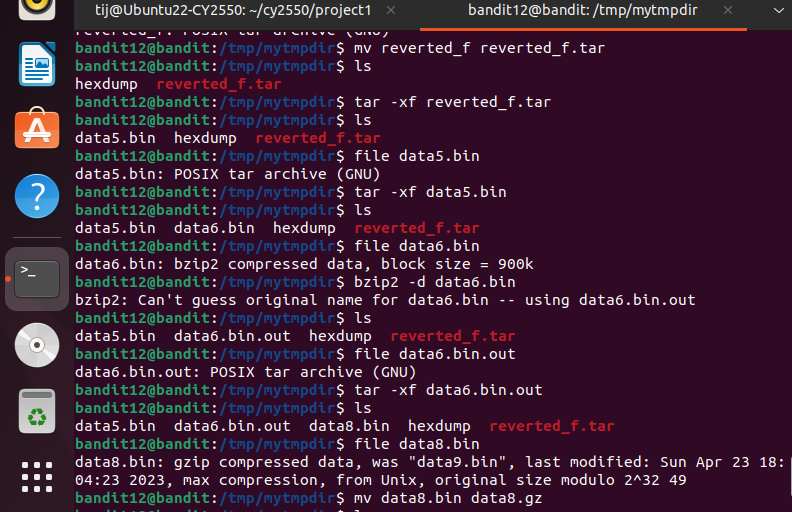 tij@Ubuntu22-CY2550: ~/cy2550/project1 × bandit12@bandit: /tmp/mytmpdir ×
reverted_f: POSIX tar archive (GNU)
bandit12@bandit:/tmp/mytmpdir$ mv reverted_f reverted_f.tar
bandit12@bandit:/tmp/mytmpdir$ ls
hexdump  reverted_f.tar
bandit12@bandit:/tmp/mytmpdir$ tar -xf reverted_f.tar
bandit12@bandit:/tmp/mytmpdir$ ls
data5.bin  hexdump  reverted_f.tar
bandit12@bandit:/tmp/mytmpdir$ file data5.bin
data5.bin: POSIX tar archive (GNU)
bandit12@bandit:/tmp/mytmpdir$ tar -xf data5.bin
bandit12@bandit:/tmp/mytmpdir$ ls
data5.bin  data6.bin  hexdump  reverted_f.tar
bandit12@bandit:/tmp/mytmpdir$ file data6.bin
data6.bin: bzip2 compressed data, block size = 900k
bandit12@bandit:/tmp/mytmpdir$ bzip2 -d data6.bin
bzip2: Can't guess original name for data6.bin -- using data6.bin.out
bandit12@bandit:/tmp/mytmpdir$ ls
data5.bin  data6.bin.out  hexdump  reverted_f.tar
bandit12@bandit:/tmp/mytmpdir$ file data6.bin.out
data6.bin.out: POSIX tar archive (GNU)
bandit12@bandit:/tmp/mytmpdir$ tar -xf data6.bin.out
bandit12@bandit:/tmp/mytmpdir$ ls
data5.bin  data6.bin.out  data8.bin  hexdump  reverted_f.tar
bandit12@bandit:/tmp/mytmpdir$ file data8.bin
data8.bin: gzip compressed data, was "data9.bin", last modified: Sun Apr 23 18:
04:23 2023, max compression, from Unix, original size modulo 2^32 49
bandit12@bandit:/tmp/mytmpdir$ mv data8.bin data8.gz
bandit12@bandit:/tmp/mytmpdir$ ls